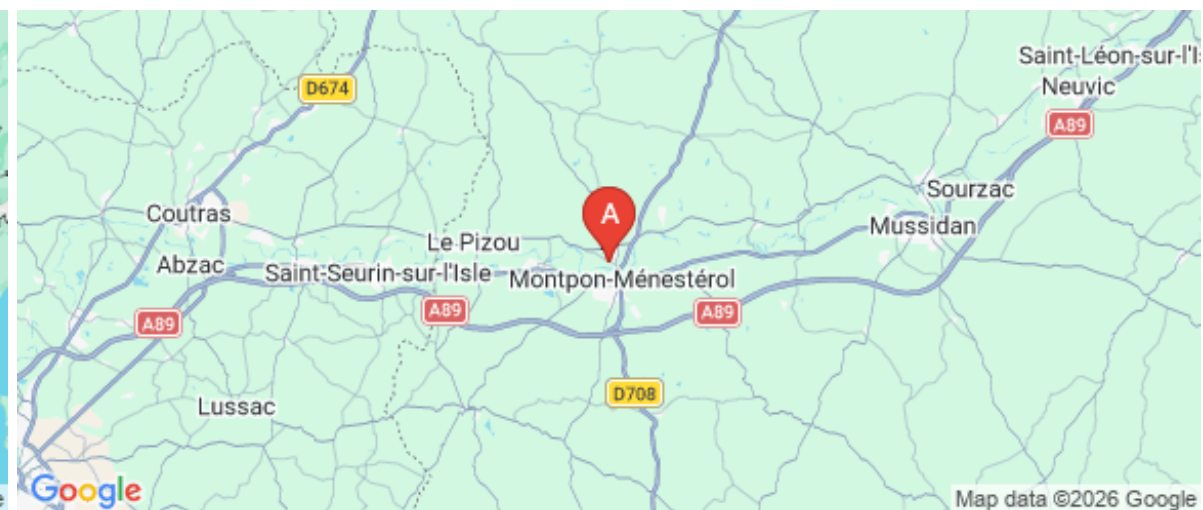 Saint-Léon-sur-l'Is
Neuvic
D674
A89
A
Sourzac
Coutras
Mussidan
Le Pizou
Abzac
Saint-Seurin-sur-l'Isle
Montpon-Ménestérol
A89
A89
A89
D708
Lussac
Google
Map data ©2026 Google